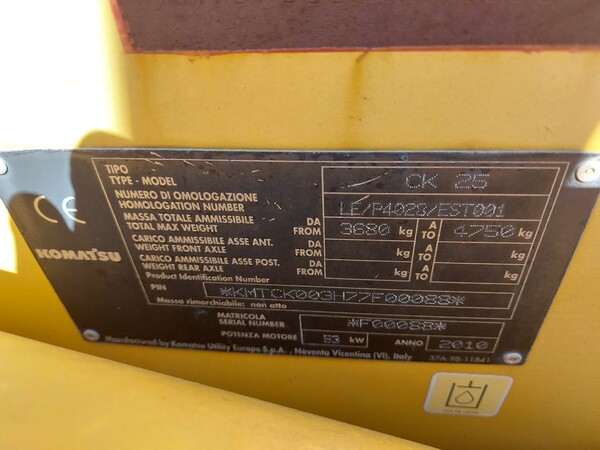 TIPO
TYPE - MODEL
CK 25
NUMERO DI OMOLOGAZIONE
HOMOLOGATION NUMBER
LE/P4028/EST001
MASSA TOTALE AMMISSIBILE DA A
TOTAL MAX WEIGHT FROM 3680 kg TO 4750 kg
CARICO AMMISSIBILE ASSE ANT. DA A
WEIGHT FRONT AXLE FROM kg TO kg
CARICO AMMISSIBILE ASSE POST. DA A
WEIGHT REAR AXLE FROM kg TO kg
Product Identification Number
PIN *KMTCK003H77F00088*
Massa rimorchiabile: non atto
CE
KOMATSU
MATRICOLA
SERIAL NUMBER *F00088*
POTENZA MOTORE 53 kW ANNO 2010
Manufactured by Komatsu Utility Europe S.p.A. , Noventa Vicentina (VI), Italy 37A-98-11841